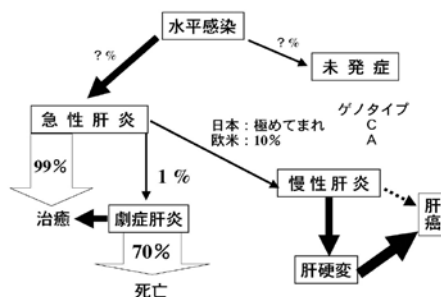 水平感染
?%
?%
未発症
急性肝炎
ゲノタイプ
日本:極めてまれ C
欧米:10% A
99%
1%
慢性肝炎
肝癌
治癒
劇症肝炎
70%
肝硬変
死亡